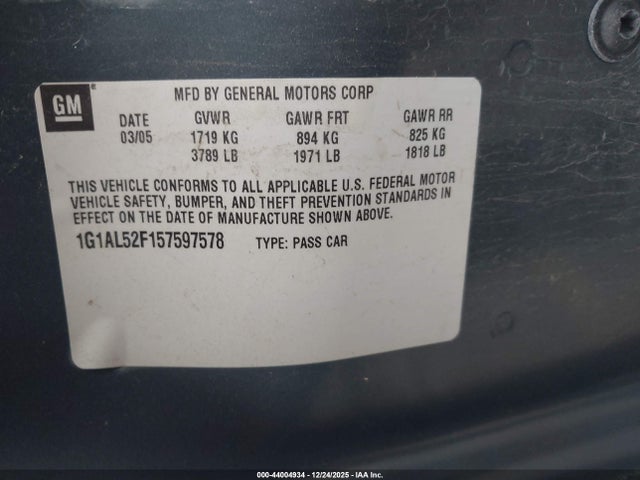 GM
MFD BY GENERAL MOTORS CORP
DATE GVWR GAWR FRT GAWR RR
03/05 1719 KG 894 KG 825 KG
3789 LB 1971 LB 1818 LB
THIS VEHICLE CONFORMS TO ALL APPLICABLE U.S. FEDERAL MOTOR
VEHICLE SAFETY, BUMPER, AND THEFT PREVENTION STANDARDS IN
EFFECT ON THE DATE OF MANUFACTURE SHOWN ABOVE.
1G1AL52F157597578 TYPE: PASS CAR
000-44004934 - 12/24/2025 - IAA Inc.